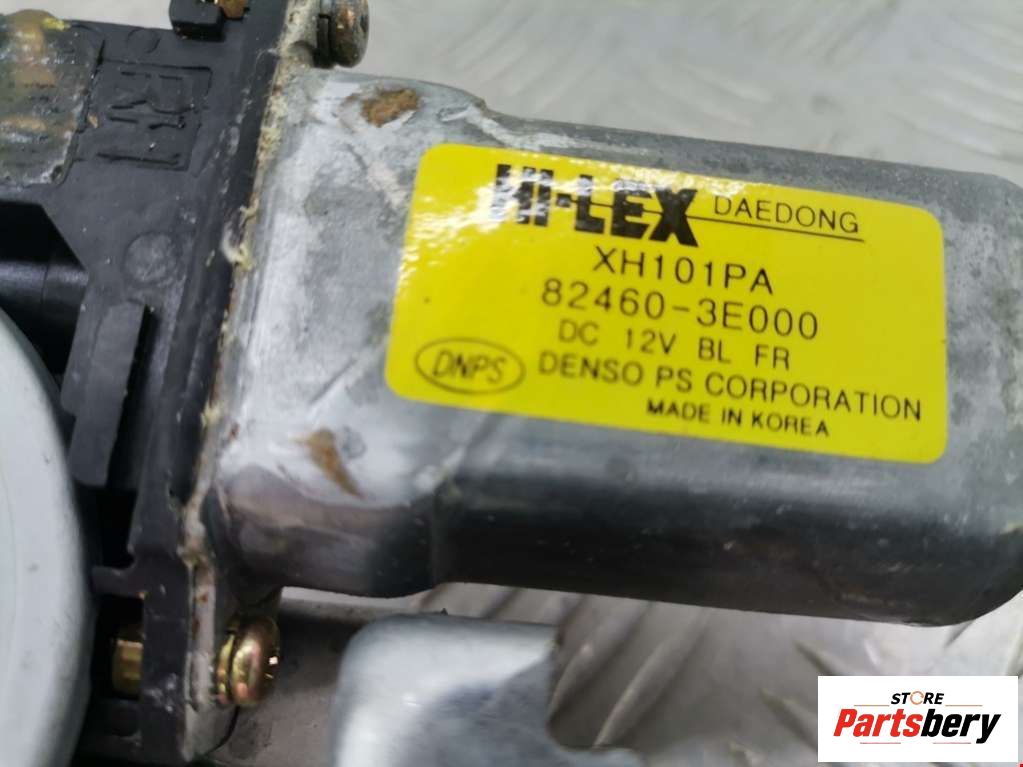 RH
HI-LEX DAEDONG
XH101PA
82460-3E000
DC 12V BL FR
DNPS DENSO PS CORPORATION
MADE IN KOREA
STORE
Partsbery